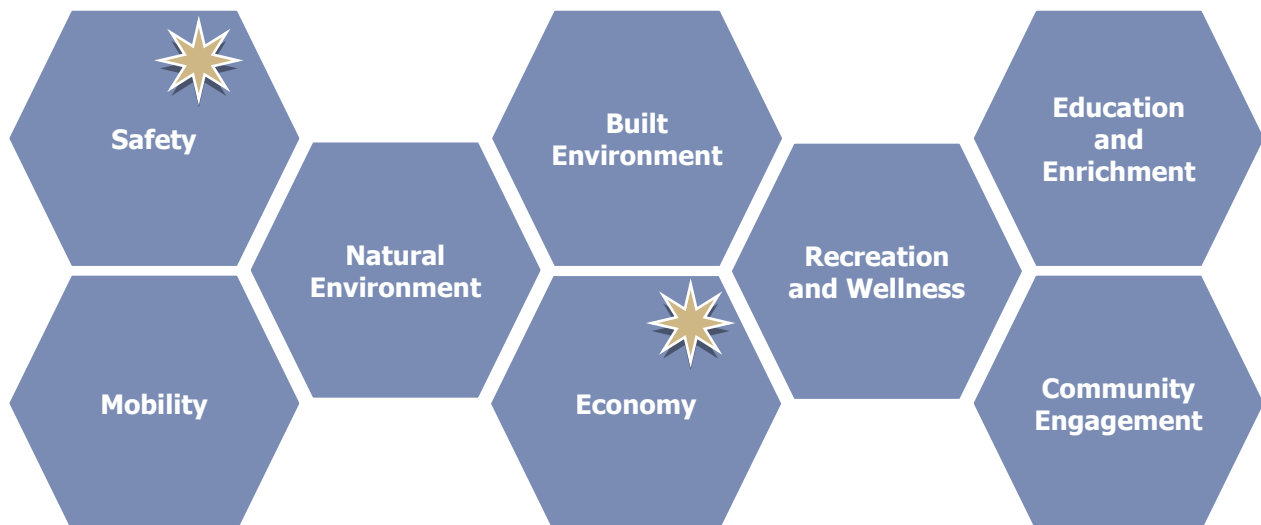 Safety
Built
Environment
Education
and
Enrichment
Natural
Environment
Recreation
and Wellness
Mobility
Economy
Community
Engagement